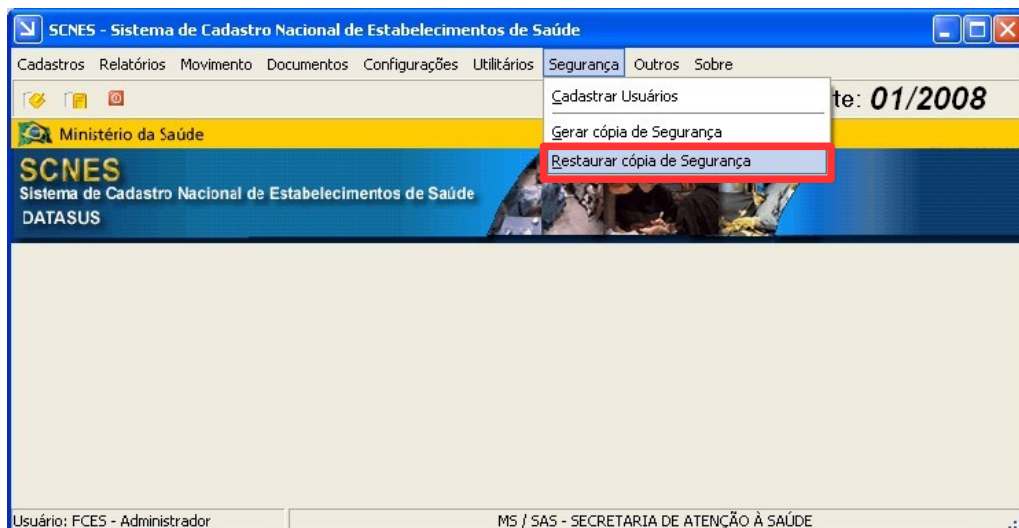 SCNES - Sistema de Cadastro Nacional de Estabelecimentos de Saúde
Cadastros Relatórios Movimento Documentos Configurações Utilitários Segurança Outros Sobre
Cadastrar Usuários
te: 01/2008
Gerar cópia de Segurança
Ministério da Saúde
Restaurar cópia de Segurança
SCNES
Sistema de Cadastro Nacional de Estabelecimentos de Saúde
DATASUS
Usuário: FCES - Administrador
MS / SAS - SECRETARIA DE ATENÇÃO À SAÚDE